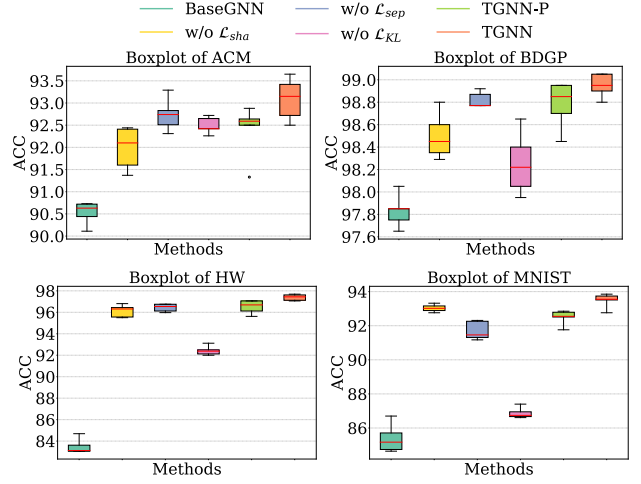 BaseGNN
w/o ℒ_sha
w/o ℒ_sep
w/o ℒ_KL
TGNN-P
TGNN
Boxplot of ACM
ACC
93.5
93.0
92.5
92.0
91.5
91.0
90.5
90.0
Methods
Boxplot of BDGP
ACC
99.0
98.8
98.6
98.4
98.2
98.0
97.8
97.6
Methods
Boxplot of HW
ACC
98
96
94
92
90
88
86
84
Methods
Boxplot of MNIST
ACC
94
92
90
88
86
Methods